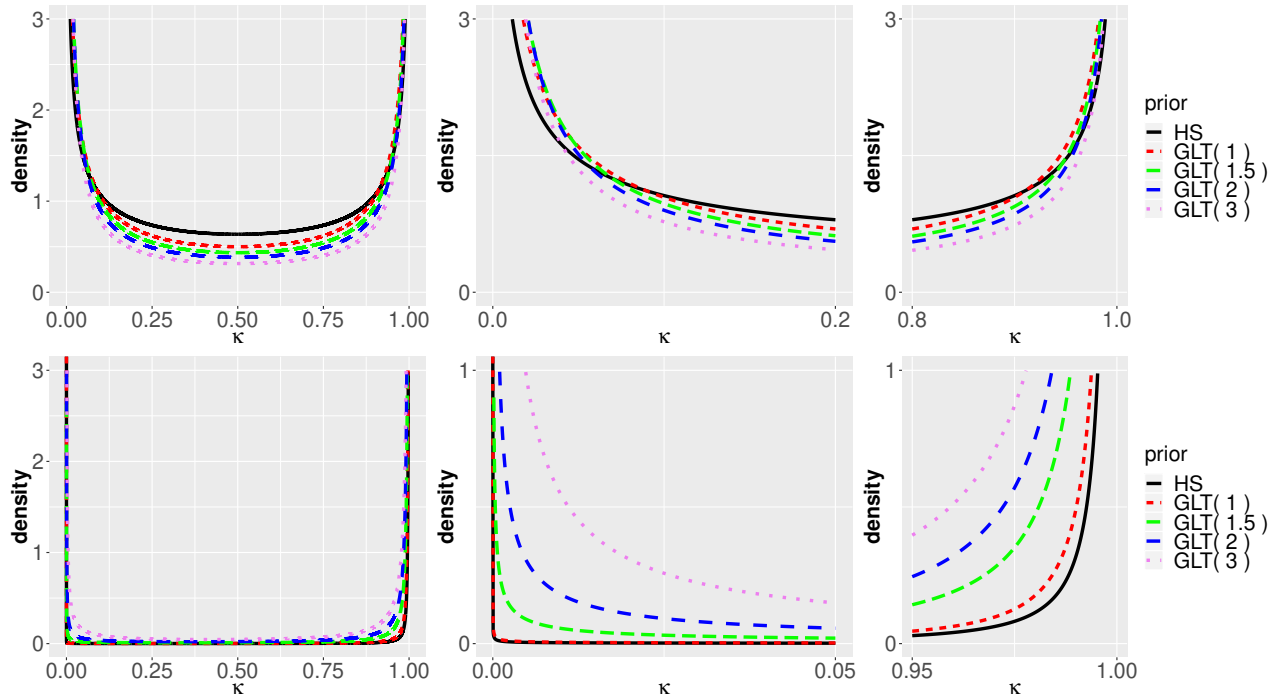 3
2
1
0
density
0.00 0.25 0.50 0.75 1.00
κ
3
0
density
0.0 0.2
κ
3
0
density
0.8 1.0
κ
prior
HS
GLT( 1 )
GLT( 1.5 )
GLT( 2 )
GLT( 3 )
3
2
1
0
density
0.00 0.25 0.50 0.75 1.00
κ
1
0
density
0.00 0.05
κ
1
0
density
0.95 1.00
κ
prior
HS
GLT( 1 )
GLT( 1.5 )
GLT( 2 )
GLT( 3 )